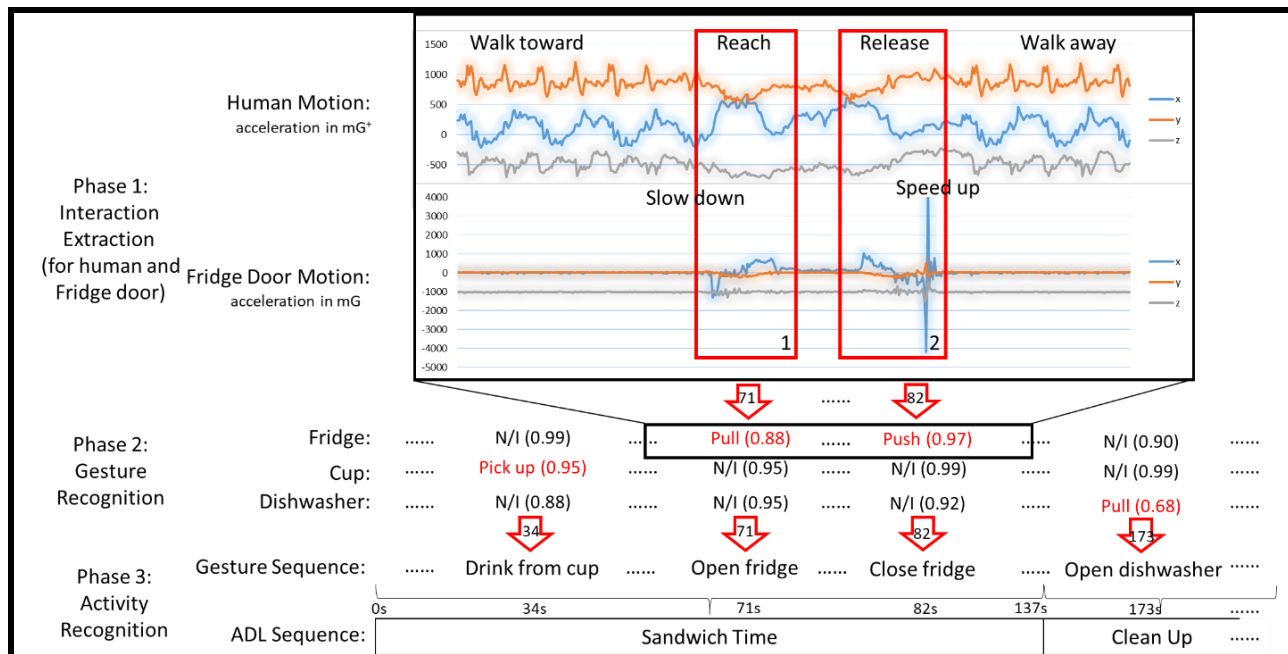 Walk toward Reach Release Walk away
1500
1000
500
0
-500
Human Motion:
acceleration in mG⁺
x
y
z
Slow down Speed up
4000
3000
2000
1000
0
-1000
-2000
-3000
-4000
-5000
Phase 1:
Interaction
Extraction
(for human and
Fridge door)
Fridge Door Motion:
acceleration in mG
x
y
z
1 2
71 ...... 82
Phase 2:
Gesture
Recognition
Fridge: ...... N/I (0.99) ...... Pull (0.88) ...... Push (0.97) ...... N/I (0.90) ......
Cup: ...... Pick up (0.95) ...... N/I (0.95) ...... N/I (0.99) ...... N/I (0.99) ......
Dishwasher: ...... N/I (0.88) ...... N/I (0.95) ...... N/I (0.92) ...... Pull (0.68) ......
34 71 82 173
Phase 3:
Activity
Recognition
Gesture Sequence: ...... Drink from cup ...... Open fridge ...... Close fridge ...... Open dishwasher ......
0s 34s 71s 82s 137s 173s ......
ADL Sequence: Sandwich Time Clean Up ......